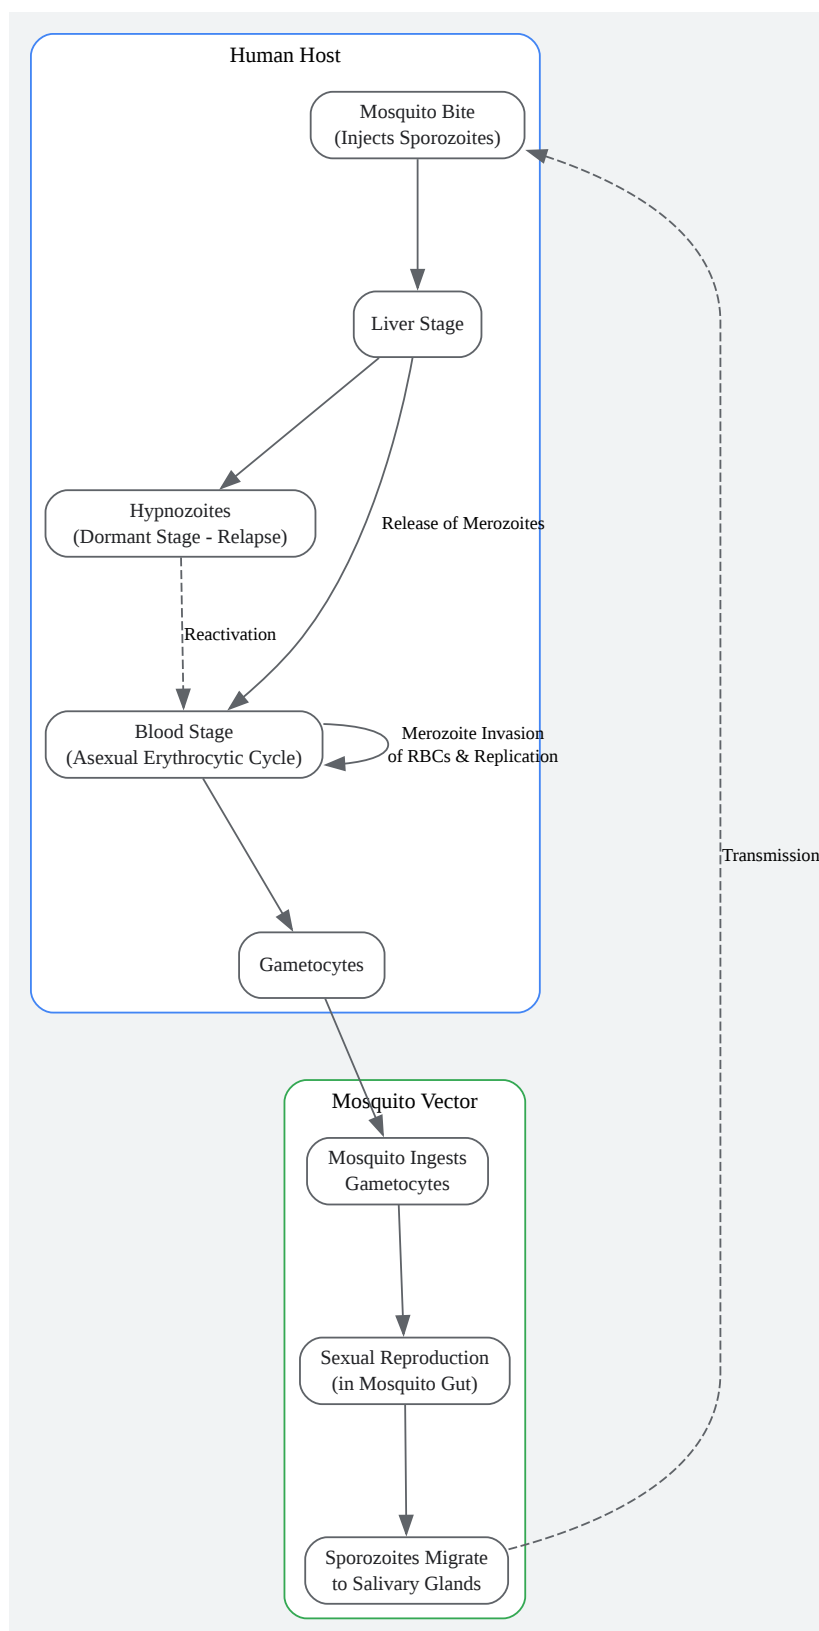 Human Host
Mosquito Bite
(Injects Sporozoites)
Liver Stage
Hypnozoites
(Dormant Stage - Relapse)
Release of Merozoites
Reactivation
Blood Stage
(Asexual Erythrocytic Cycle)
Merozoite Invasion
of RBCs & Replication
Transmission
Gametocytes
Mosquito Vector
Mosquito Ingests
Gametocytes
Sexual Reproduction
(in Mosquito Gut)
Sporozoites Migrate
to Salivary Glands